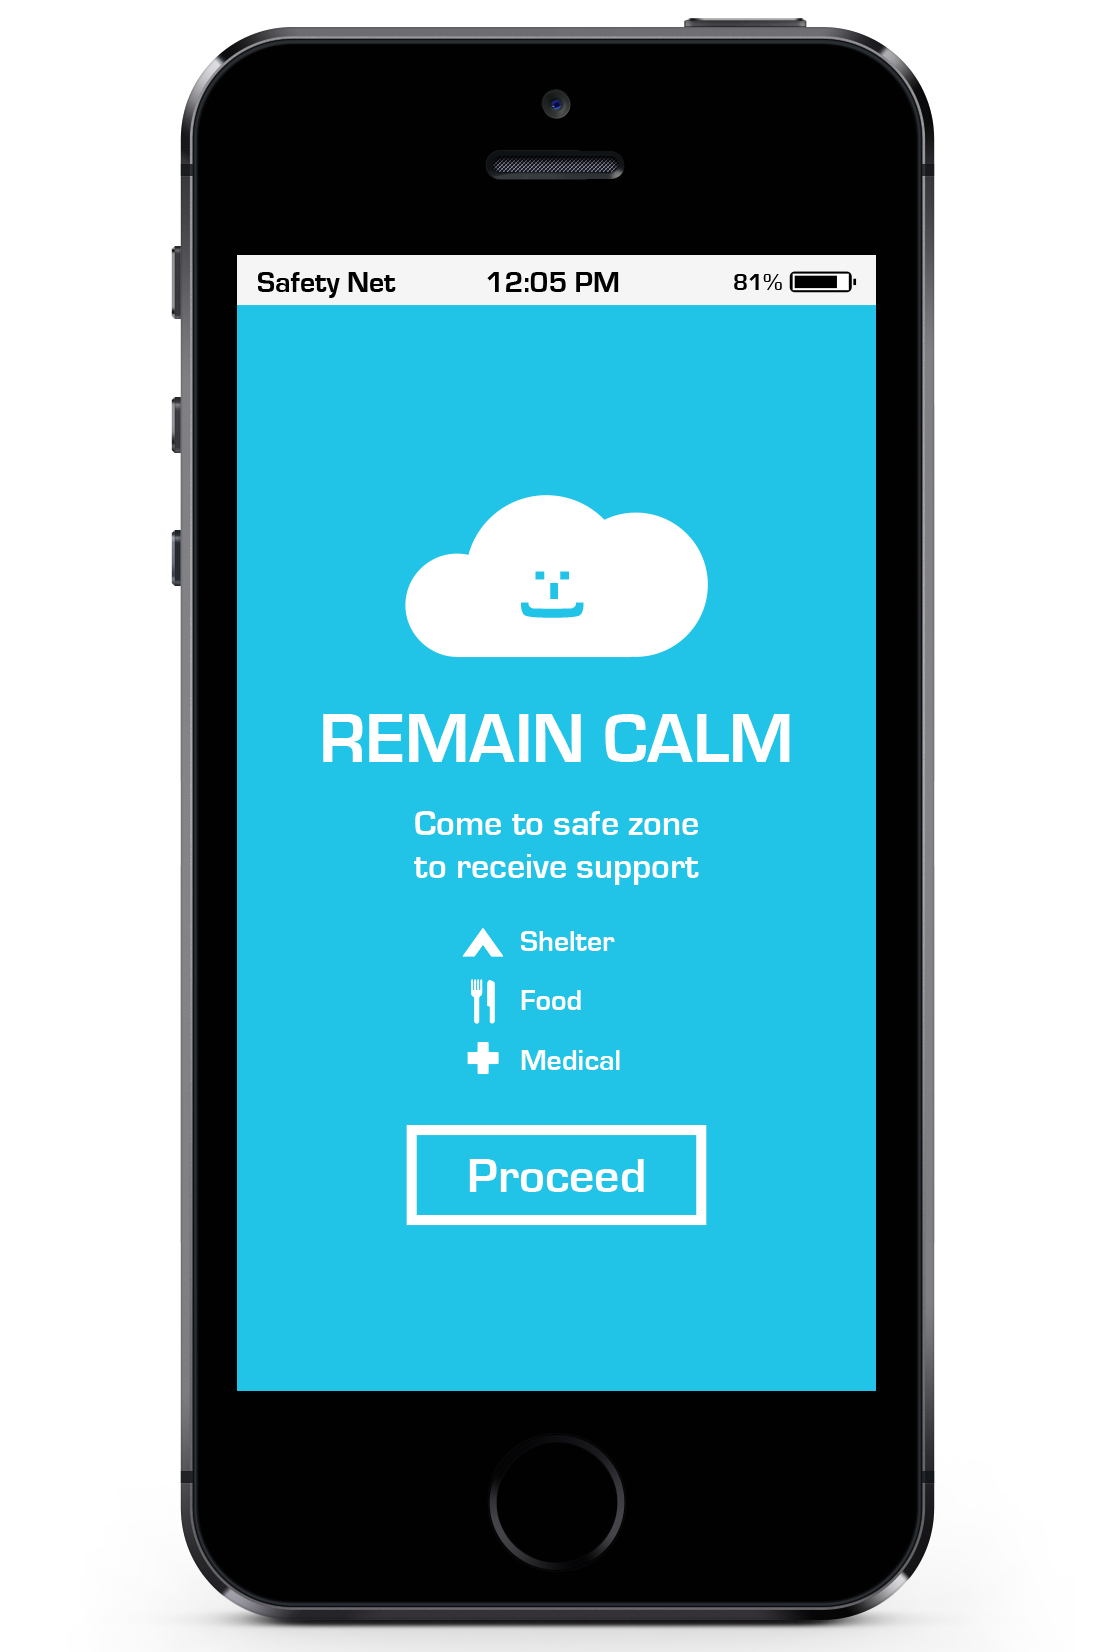 Safety Net 12:05 PM 81%
REMAIN CALM
Come to safe zone
to receive support
Shelter
Food
Medical
Proceed